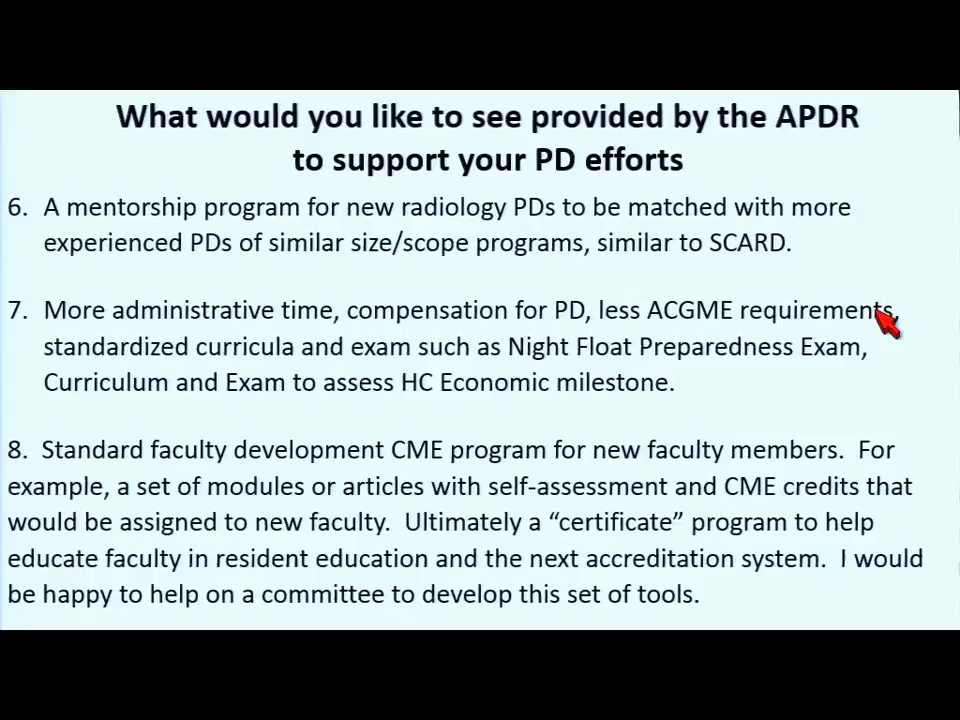 What would you like to see provided by the APDR
to support your PD efforts
6. A mentorship program for new radiology PDs to be matched with more
experienced PDs of similar size/scope programs, similar to SCARD.
7. More administrative time, compensation for PD, less ACGME requirements,
standardized curricula and exam such as Night Float Preparedness Exam,
Curriculum and Exam to assess HC Economic milestone.
8. Standard faculty development CME program for new faculty members. For
example, a set of modules or articles with self-assessment and CME credits that
would be assigned to new faculty. Ultimately a “certificate” program to help
educate faculty in resident education and the next accreditation system. I would
be happy to help on a committee to develop this set of tools.